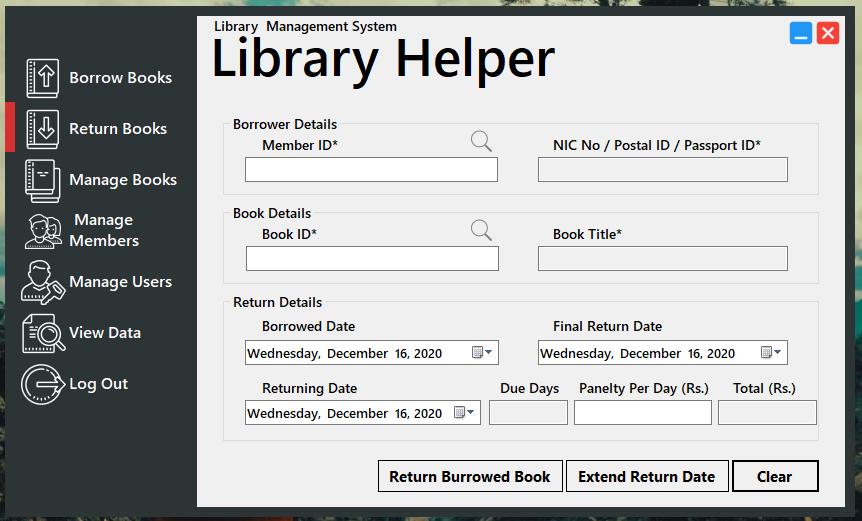 Library Management System
Library Helper
Borrow Books
Return Books
Manage Books
Manage
Members
Manage Users
View Data
Log Out
Borrower Details
Member ID*
NIC No / Postal ID / Passport ID*
Book Details
Book ID*
Book Title*
Return Details
Borrowed Date
Final Return Date
Wednesday, December 16, 2020
Wednesday, December 16, 2020
Returning Date
Due Days
Panelty Per Day (Rs.)
Total (Rs.)
Wednesday, December 16, 2020
Return Burrowed Book
Extend Return Date
Clear